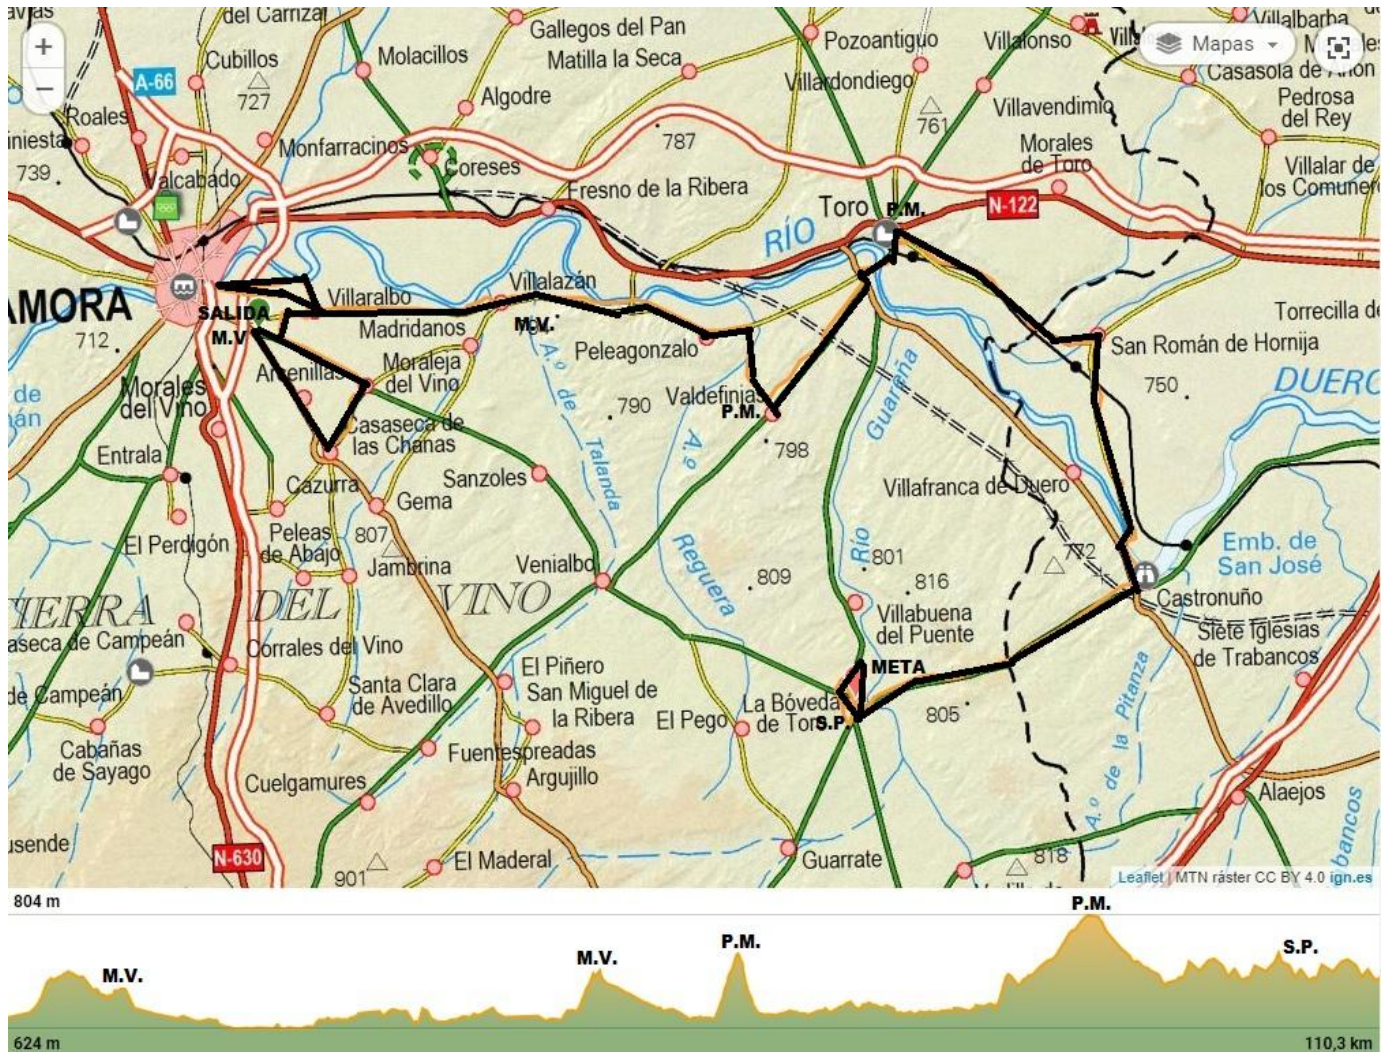 del Carrizal
Gallegos del Pan
Pozoantiguo
Villalonso
Villalbarba
+
−
Mapas
Molacillos
Matilla la Seca
Cubillos
A-66
727
Villardondiego
Casasola de Arión
Algodre
Villavendimio
Pedrosa
del Rey
Roales
761
787
Monfarracinos
Coreses
Morales
de Toro
739
Valcabado
Villalar de
los Comuneros
Fresno de la Ribera
Toro
P.M.
N-122
RÍO
Villalazán
AMORA
SALIDA
Villaralbo
M.V
Madridanos
M.V.
Torrecilla de
712
Peleagonzalo
San Román de Hornija
Moraleja
del Vino
Arcenillas
750
DUERO
Morales
del Vino
Valdefinjas
P.M.
790
A.º de Talanda
Guareña
Casaseca de
las Chanas
A.º
798
Entrala
Sanzoles
Cazurra
Gema
Villafranca de Duero
Peleas
de Abajo
807
El Perdigón
Reguera
Río
801
772
Emb. de
San José
Jambrina
Venialbo
809
816
TIERRA
DEL
VINO
Castronuño
Villabuena
del Puente
aseca de Campeán
Siete Iglesias
de Trabancos
Corrales del Vino
El Piñero
META
de Campeán
Santa Clara
de Avedillo
San Miguel de
la Ribera
El Pego
La Bóveda
de Toro
S.P.
805
A.º de la Pitanza
Cabañas
de Sayago
Fuentespreadas
Cuelgamures
Argujillo
Alaejos
usende
N-630
El Maderal
Guarrate
818
901
bancos
Leaflet | MTN ráster CC BY 4.0 ign.es
804 m
P.M.
P.M.
S.P.
M.V.
M.V.
624 m
110,3 km